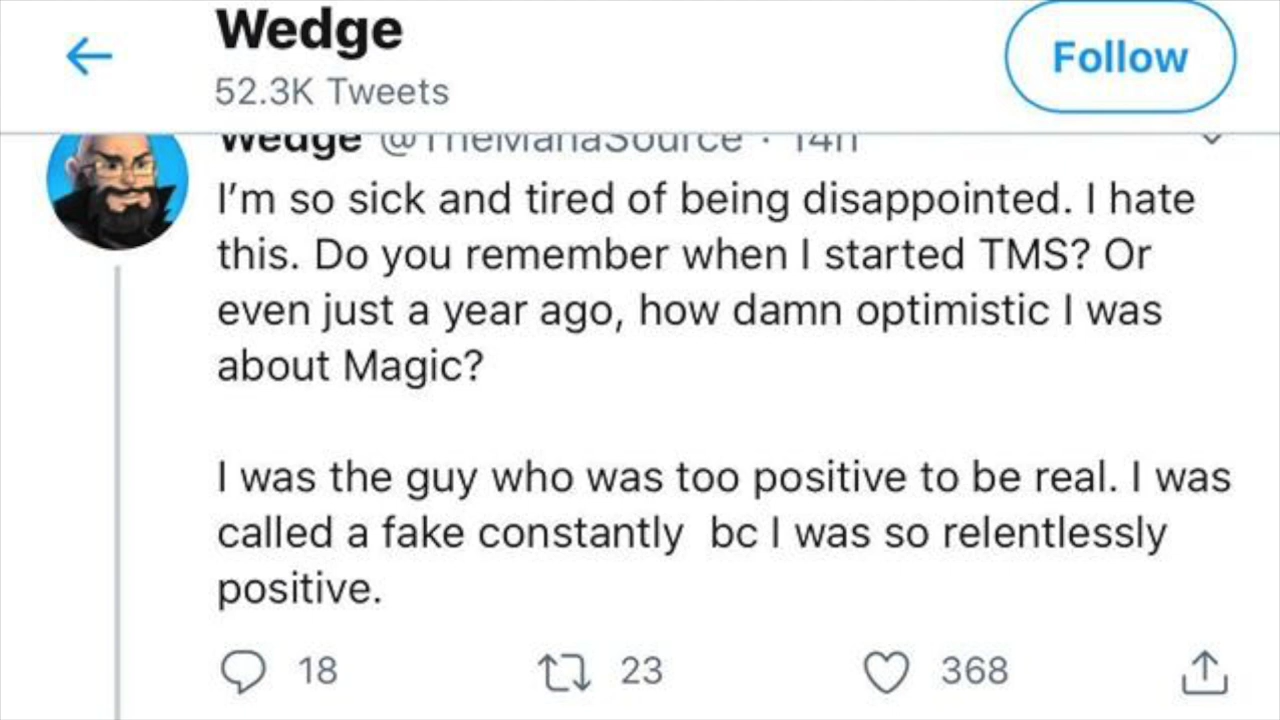 Wedge
52.3K Tweets
Follow
Wedge @TheManaSource · 14h
I’m so sick and tired of being disappointed. I hate
this. Do you remember when I started TMS? Or
even just a year ago, how damn optimistic I was
about Magic?
I was the guy who was too positive to be real. I was
called a fake constantly  bc I was so relentlessly
positive.
18 23 368